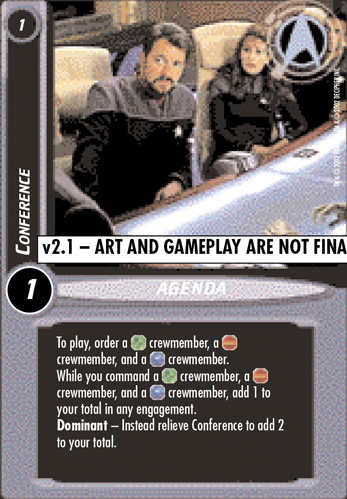 1
CONFERENCE
v2.1 – ART AND GAMEPLAY ARE NOT FINA
1
AGENDA
To play, order a crewmember, a
crewmember, and a crewmember.
While you command a crewmember, a
crewmember, and a crewmember, add 1 to
your total in any engagement.
Dominant – Instead relieve Conference to add 2
to your total.